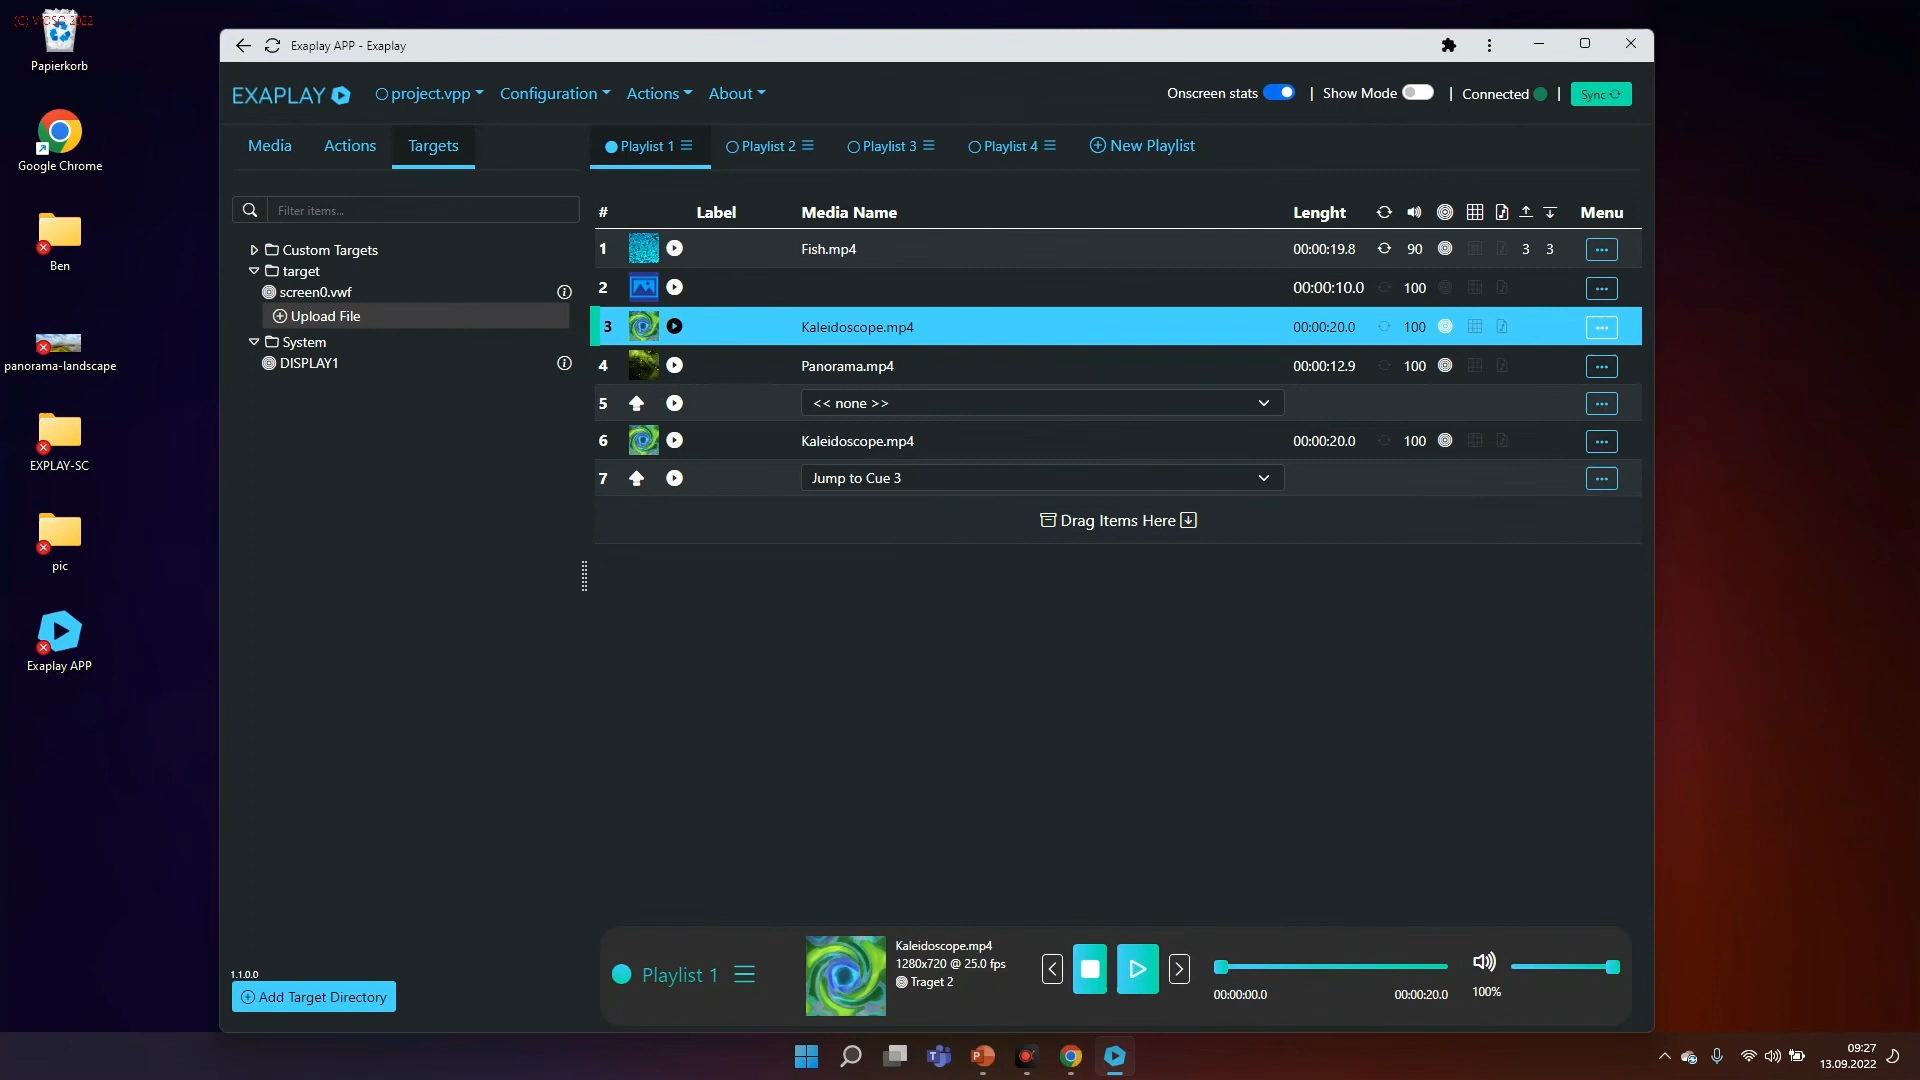 (C) VIOSO 2022
Papierkorb
Google Chrome
Ben
panorama-landscape
EXPLAY-SC
pic
Exaplay APP
Exaplay APP - Exaplay
EXAPLAY
project.vpp
Configuration
Actions
About
Onscreen stats
| Show Mode
| Connected
|
Sync
Media
Actions
Targets
Playlist 1
Playlist 2
Playlist 3
Playlist 4
New Playlist
Filter items...
Custom Targets
target
screen0.vwf
Upload File
System
DISPLAY1
1.1.0.0
Add Target Directory
# Label Media Name Lenght Menu
1 Fish.mp4 00:00:19.8 90 3 3 ...
2 00:00:10.0 100 ...
3 Kaleidoscope.mp4 00:00:20.0 100 ...
4 Panorama.mp4 00:00:12.9 100 ...
5 << none >> ...
6 Kaleidoscope.mp4 00:00:20.0 100 ...
7 Jump to Cue 3 ...
Drag Items Here
Playlist 1
Kaleidoscope.mp4
1280x720 @ 25.0 fps
Traget 2
00:00:00.0
00:00:20.0
100%
09:27
13.09.2022